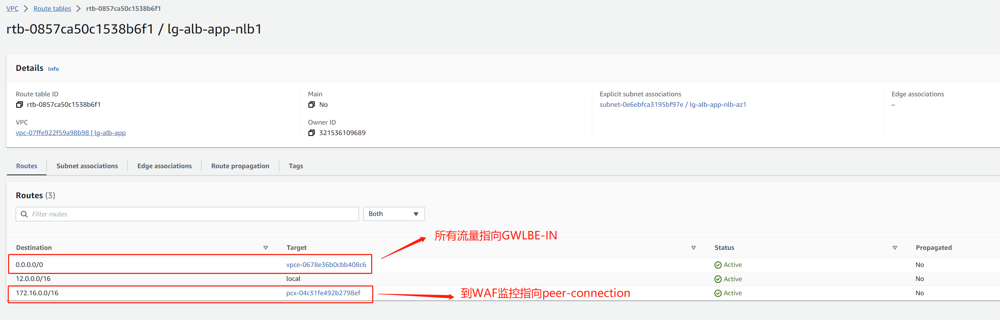 VPC > Route tables > rtb-0857ca50c1538b6f1
rtb-0857ca50c1538b6f1 / lg-alb-app-nlb1
Details Info
Route table ID
rtb-0857ca50c1538b6f1
Main
No
Explicit subnet associations
subnet-0e6ebfca3195bf97e / lg-alb-app-nlb-az1
Edge associations
–
VPC
vpc-07ffe922f59a98b98 | lg-alb-app
Owner ID
321536109689
Routes Subnet associations Edge associations Route propagation Tags
Routes (3)
Filter routes
Both
所有流量指向GWLBE-IN
Destination Target Status Propagated
0.0.0.0/0 vpce-0678e36b0cbb408c6 Active No
12.0.0.0/16 local Active No
172.16.0.0/16 pcx-04c31fe492b2798ef Active No
到WAF监控指向peer-connection